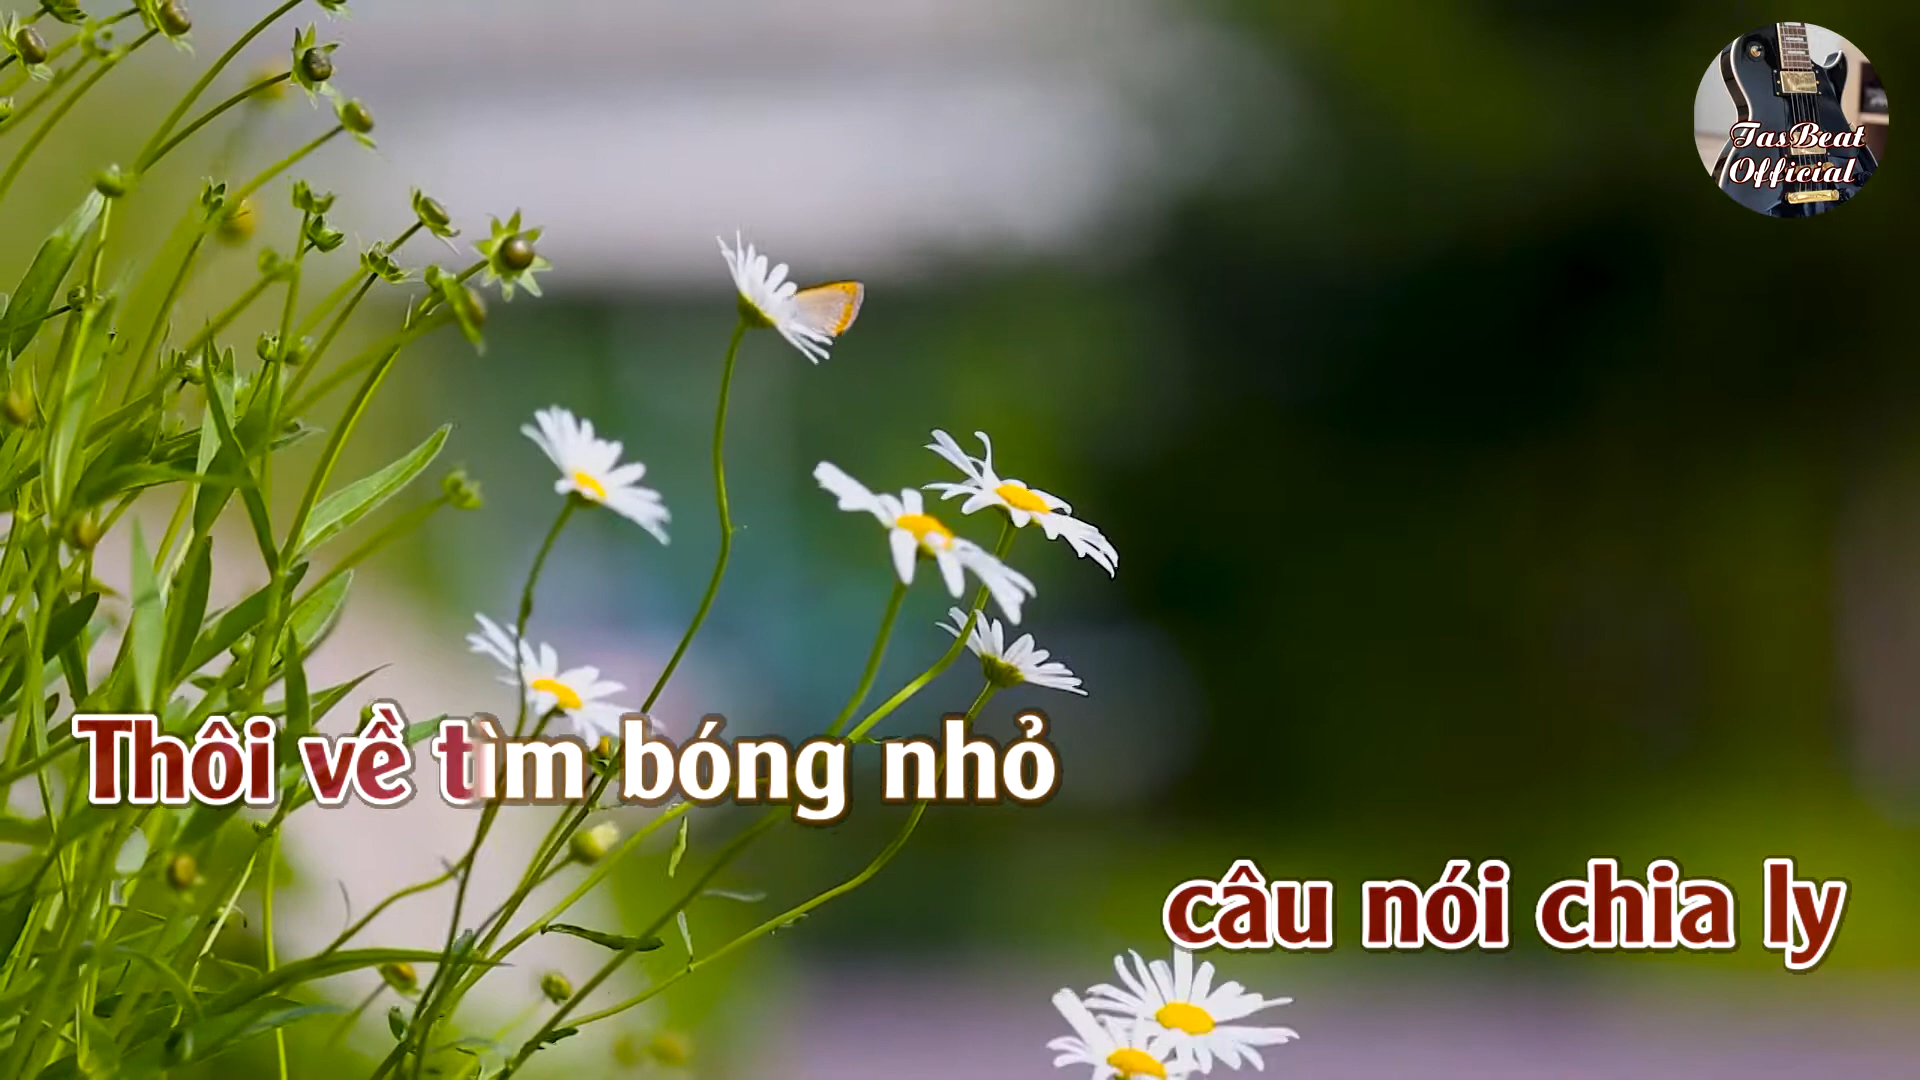 TasBeat
Official
Thôi về tìm bóng nhỏ
câu nói chia ly